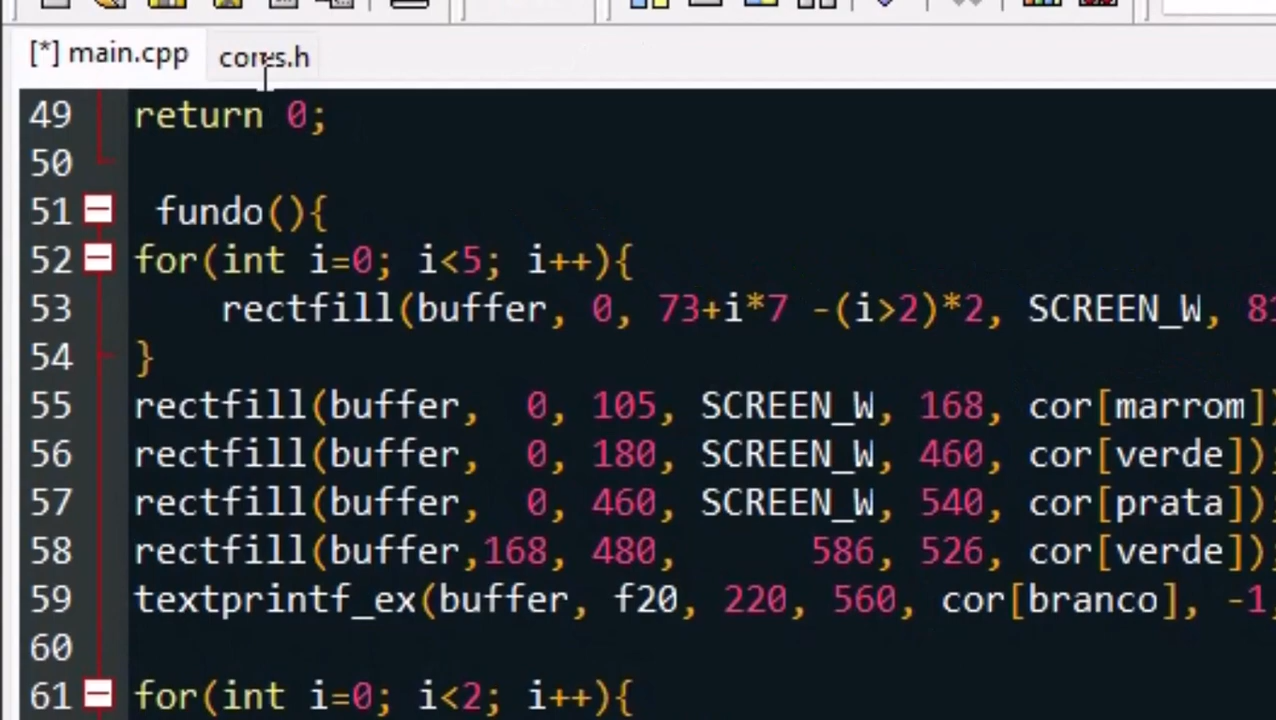 [*] main.cpp cores.h
49 return 0;
50
51 fundo(){
52 for(int i=0; i<5; i++){
53 rectfill(buffer, 0, 73+i*7 -(i>2)*2, SCREEN_W, 81
54 }
55 rectfill(buffer, 0, 105, SCREEN_W, 168, cor[marrom])
56 rectfill(buffer, 0, 180, SCREEN_W, 460, cor[verde]);
57 rectfill(buffer, 0, 460, SCREEN_W, 540, cor[prata]);
58 rectfill(buffer,168, 480, 586, 526, cor[verde]);
59 textprintf_ex(buffer, f20, 220, 560, cor[branco], -1,
60
61 for(int i=0; i<2; i++){